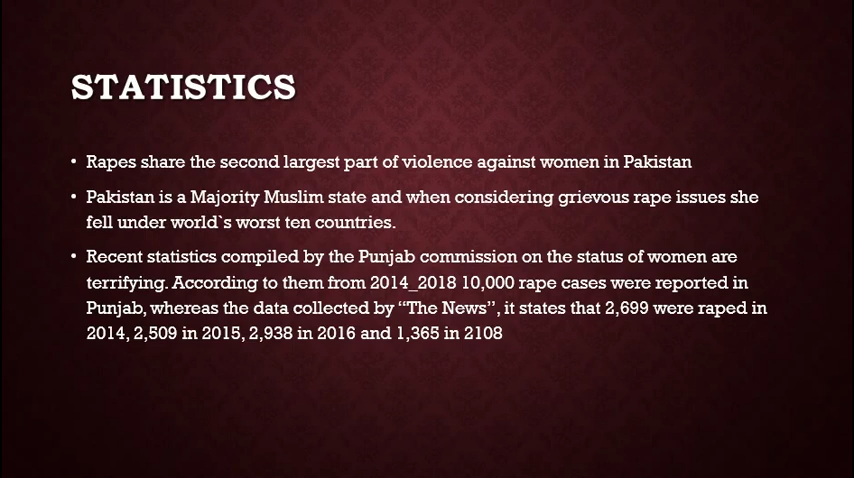 STATISTICS
• Rapes share the second largest part of violence against women in Pakistan
• Pakistan is a Majority Muslim state and when considering grievous rape issues she
fell under world`s worst ten countries.
• Recent statistics compiled by the Punjab commission on the status of women are
terrifying. According to them from 2014_2018 10,000 rape cases were reported in
Punjab, whereas the data collected by “The News”, it states that 2,699 were raped in
2014, 2,509 in 2015, 2,938 in 2016 and 1,365 in 2108